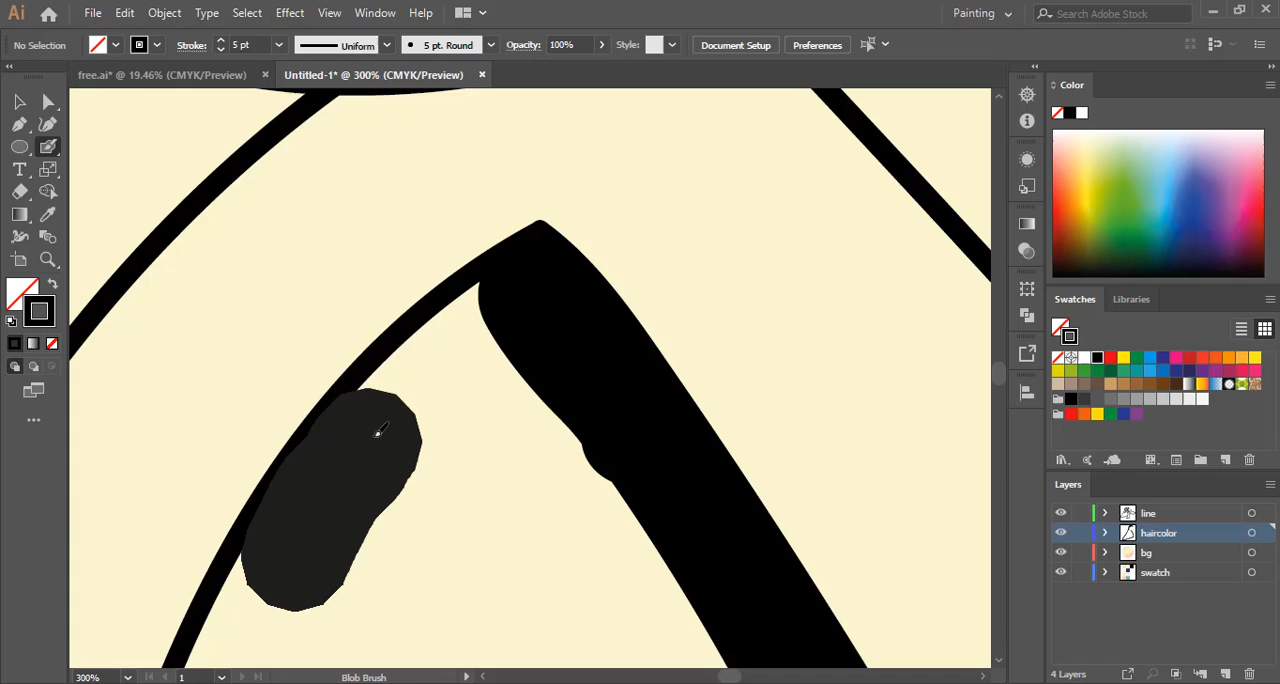 Ai File Edit Object Type Select Effect View Window Help Painting Search Adobe Stock
No Selection Stroke: 5 pt Uniform 5 pt. Round Opacity: 100% Style: Document Setup Preferences
free.ai* @ 19.46% (CMYK/Preview) Untitled-1* @ 300% (CMYK/Preview)
Color
Swatches Libraries
Layers
line
haircolor
bg
swatch
300% 1 Blob Brush 4 Layers